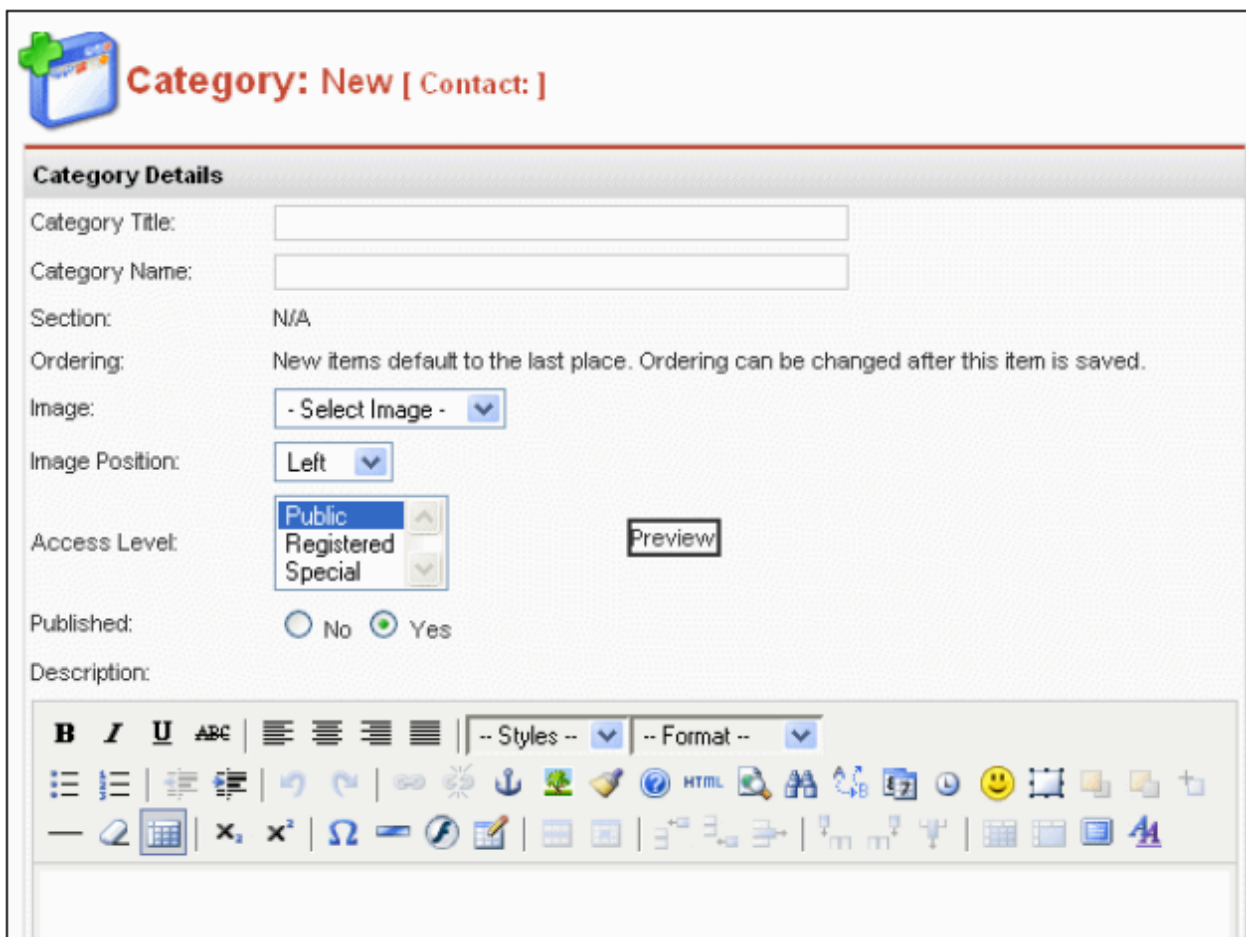 Category: New [ Contact: ]
Category Details
Category Title:
Category Name:
Section: N/A
Ordering: New items default to the last place. Ordering can be changed after this item is saved.
Image: - Select Image -
Image Position: Left
Public
Access Level: Registered Preview
Special
Published: No Yes
Description:
B I U ABC -- Styles -- -- Format --
HTML